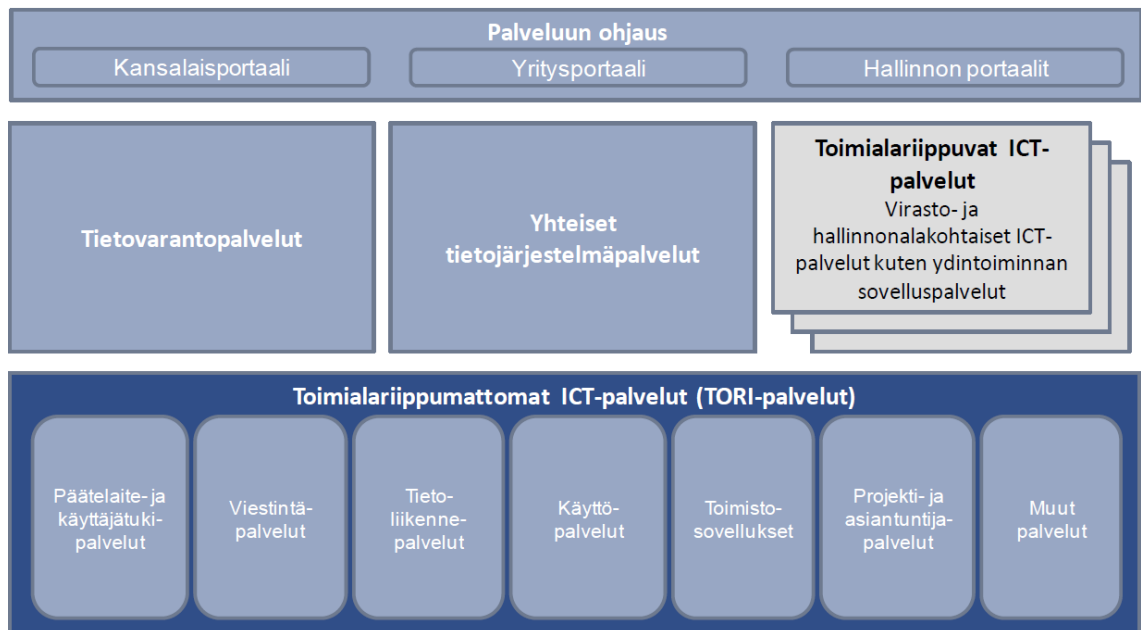 Palveluun ohjaus
Kansalaisportaali
Yritysportaali
Hallinnon portaalit
Tietovarantopalvelut
Yhteiset
tietojärjestelmäpalvelut
Toimialariippuvat ICT-
palvelut
Virasto- ja
hallinnonalakohtaiset ICT-
palvelut kuten ydintoiminnan
sovelluspalvelut
Toimialariippumattomat ICT-palvelut (TORI-palvelut)
Päätelaite- ja
käyttäjätuki-
palvelut
Viestintä-
palvelut
Tieto-
liikenne-
palvelut
Käyttö-
palvelut
Toimisto-
sovellukset
Projekti- ja
asiantuntija-
palvelut
Muut
palvelut